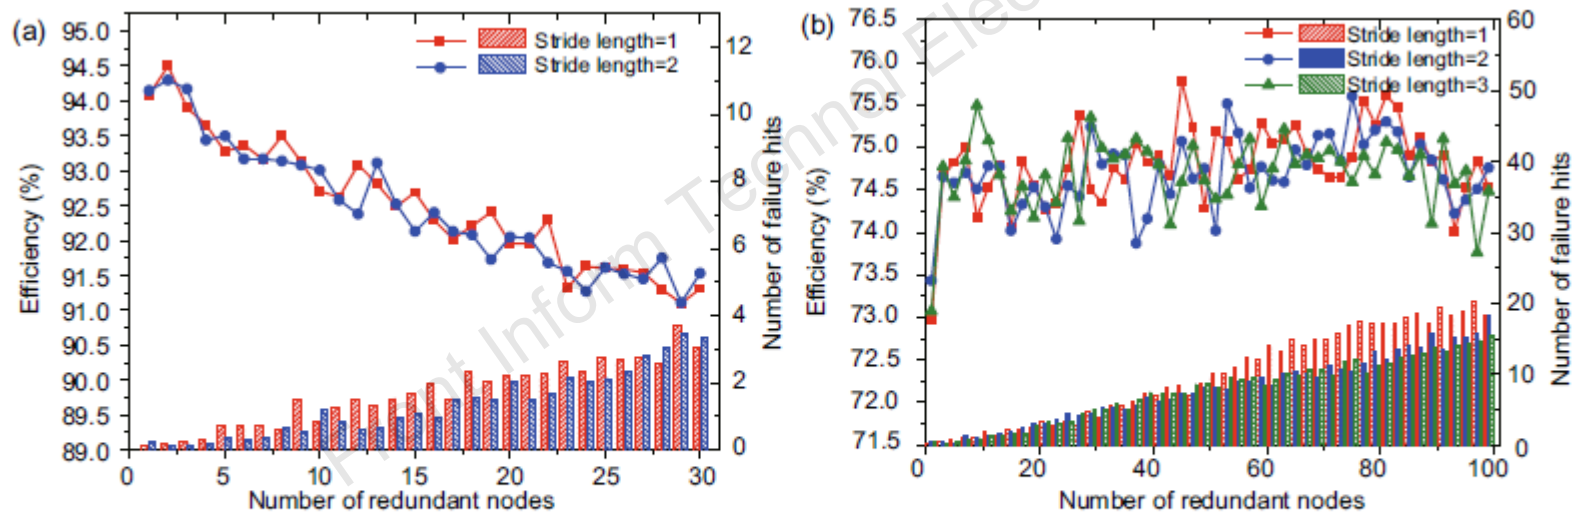 (a)
95.0
94.5
94.0
93.5
93.0
92.5
92.0
91.5
91.0
90.5
90.0
89.5
89.0
Efficiency (%)
0 5 10 15 20 25 30
Number of redundant nodes
12
10
8
6
4
2
0
Number of failure hits
Stride length=1
Stride length=2
(b)
76.5
76.0
75.5
75.0
74.5
74.0
73.5
73.0
72.5
72.0
71.5
Efficiency (%)
0 20 40 60 80 100
Number of redundant nodes
60
50
40
30
20
10
0
Number of failure hits
Stride length=1
Stride length=2
Stride length=3
Inform Technol Elec